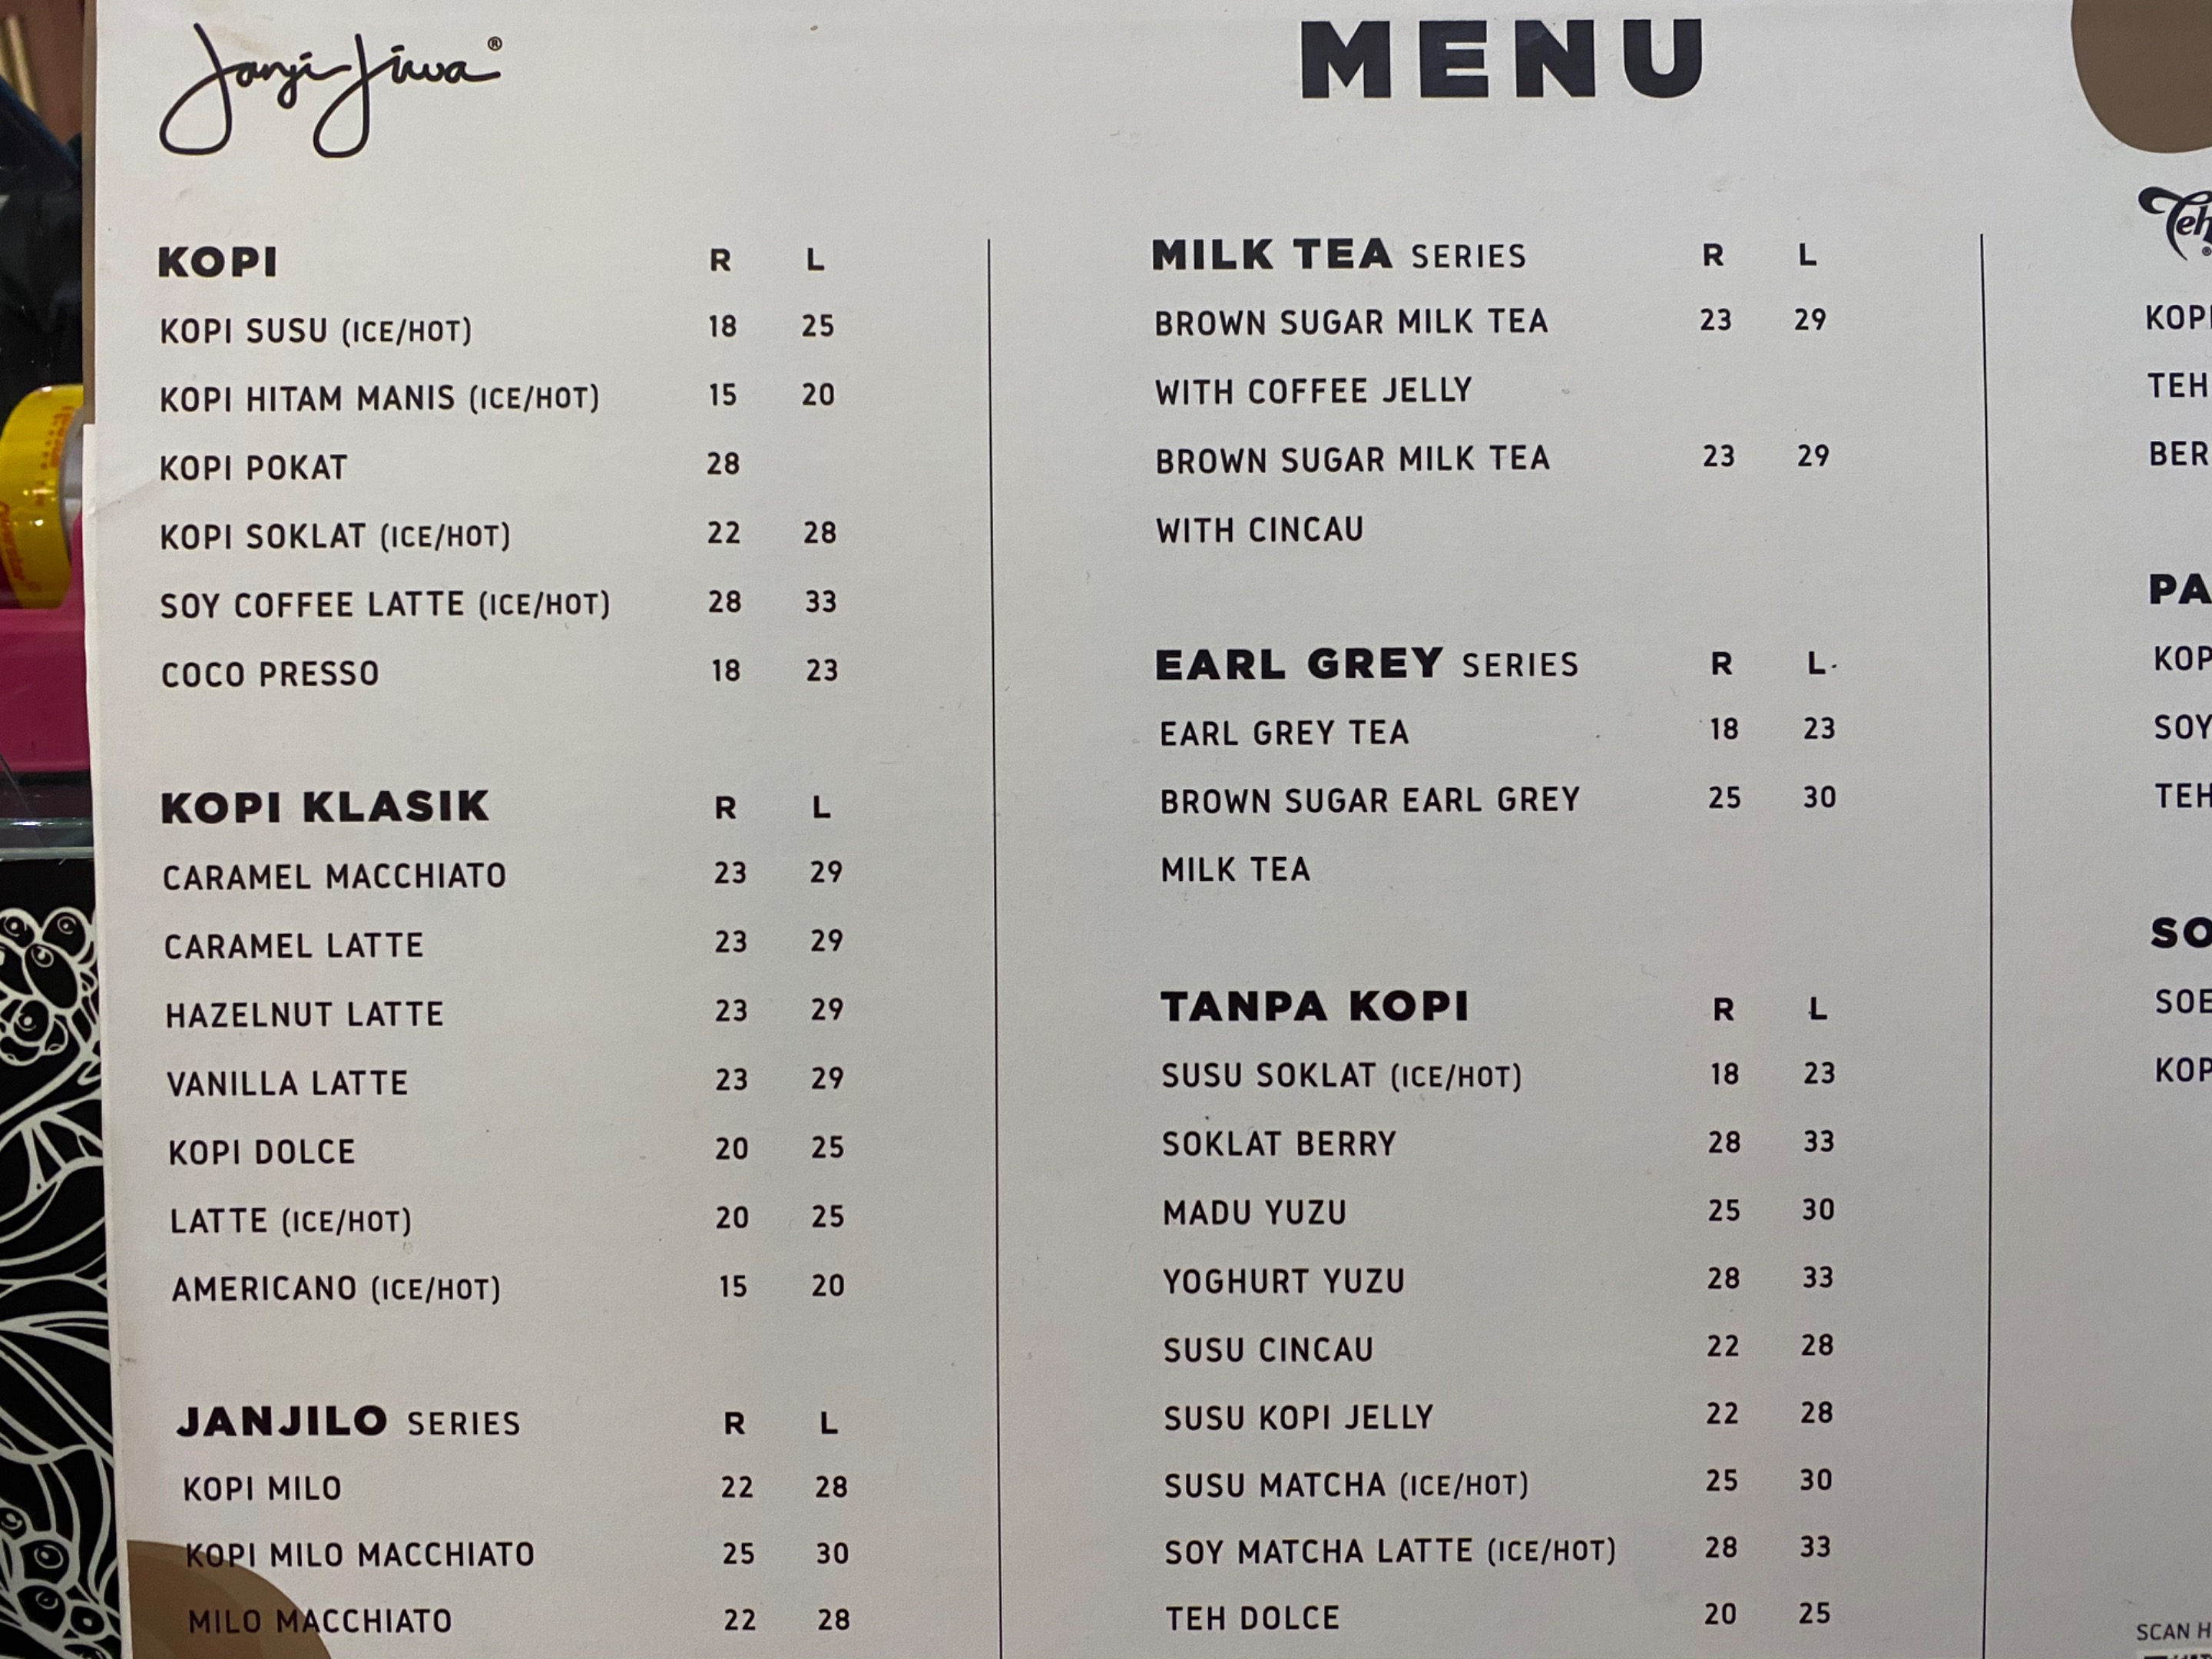 Janji Jiwa ®
MENU
KOPI R L
KOPI SUSU (ICE/HOT) 18 25
KOPI HITAM MANIS (ICE/HOT) 15 20
KOPI POKAT 28
KOPI SOKLAT (ICE/HOT) 22 28
SOY COFFEE LATTE (ICE/HOT) 28 33
COCO PRESSO 18 23
KOPI KLASIK R L
CARAMEL MACCHIATO 23 29
CARAMEL LATTE 23 29
HAZELNUT LATTE 23 29
VANILLA LATTE 23 29
KOPI DOLCE 20 25
LATTE (ICE/HOT) 20 25
AMERICANO (ICE/HOT) 15 20
JANJILO SERIES R L
KOPI MILO 22 28
KOPI MILO MACCHIATO 25 30
MILO MACCHIATO 22 28
MILK TEA SERIES R L
BROWN SUGAR MILK TEA 23 29
WITH COFFEE JELLY
BROWN SUGAR MILK TEA 23 29
WITH CINCAU
EARL GREY SERIES R L
EARL GREY TEA 18 23
BROWN SUGAR EARL GREY 25 30
MILK TEA
TANPA KOPI R L
SUSU SOKLAT (ICE/HOT) 18 23
SOKLAT BERRY 28 33
MADU YUZU 25 30
YOGHURT YUZU 28 33
SUSU CINCAU 22 28
SUSU KOPI JELLY 22 28
SUSU MATCHA (ICE/HOT) 25 30
SOY MATCHA LATTE (ICE/HOT) 28 33
TEH DOLCE 20 25
Teh
TEH
SOY
TEH
SCAN